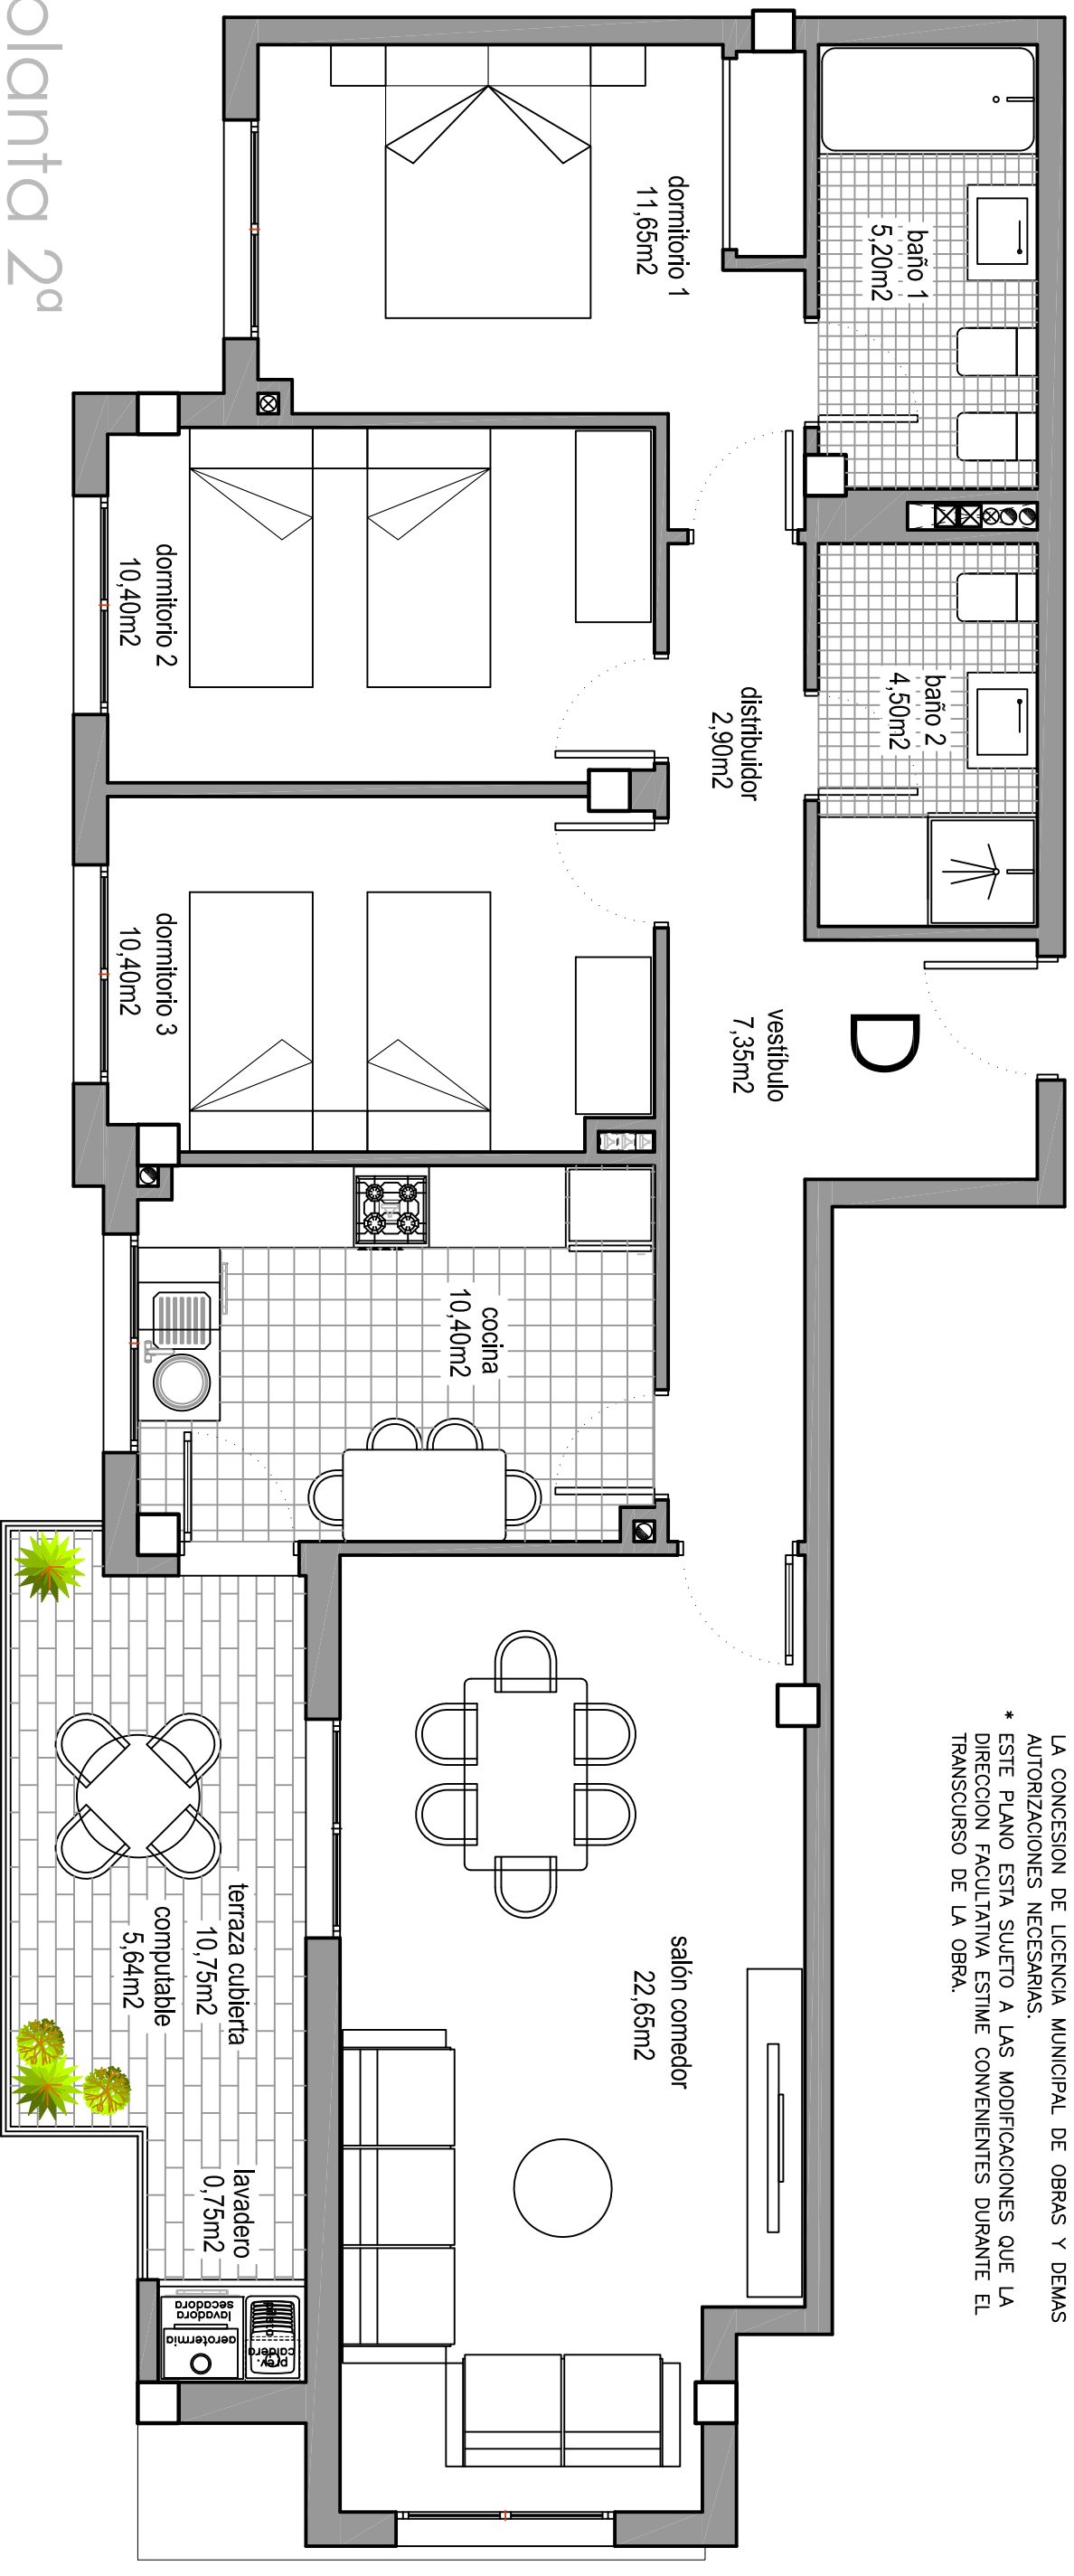 LA CONCESION DE LICENCIA MUNICIPAL DE OBRAS Y DEMAS
AUTORIZACIONES NECESARIAS.
* ESTE PLANO ESTA SUJETO A LAS MODIFICACIONES QUE LA
DIRECCION FACULTATIVA ESTIME CONVENIENTES DURANTE EL
TRANSCURSO DE LA OBRA.
baño 1
5,20m2
baño 2
4,50m2
D
dormitorio 1
11,65m2
distribuidor
2,90m2
vestíbulo
7,35m2
salón comedor
22,65m2
cocina
10,40m2
dormitorio 2
10,40m2
dormitorio 3
10,40m2
terraza cubierta
10,75m2
computable
5,64m2
lavadero
0,75m2
prev.
caldera
lavadora
secadora
aerotermia
planta 2ª